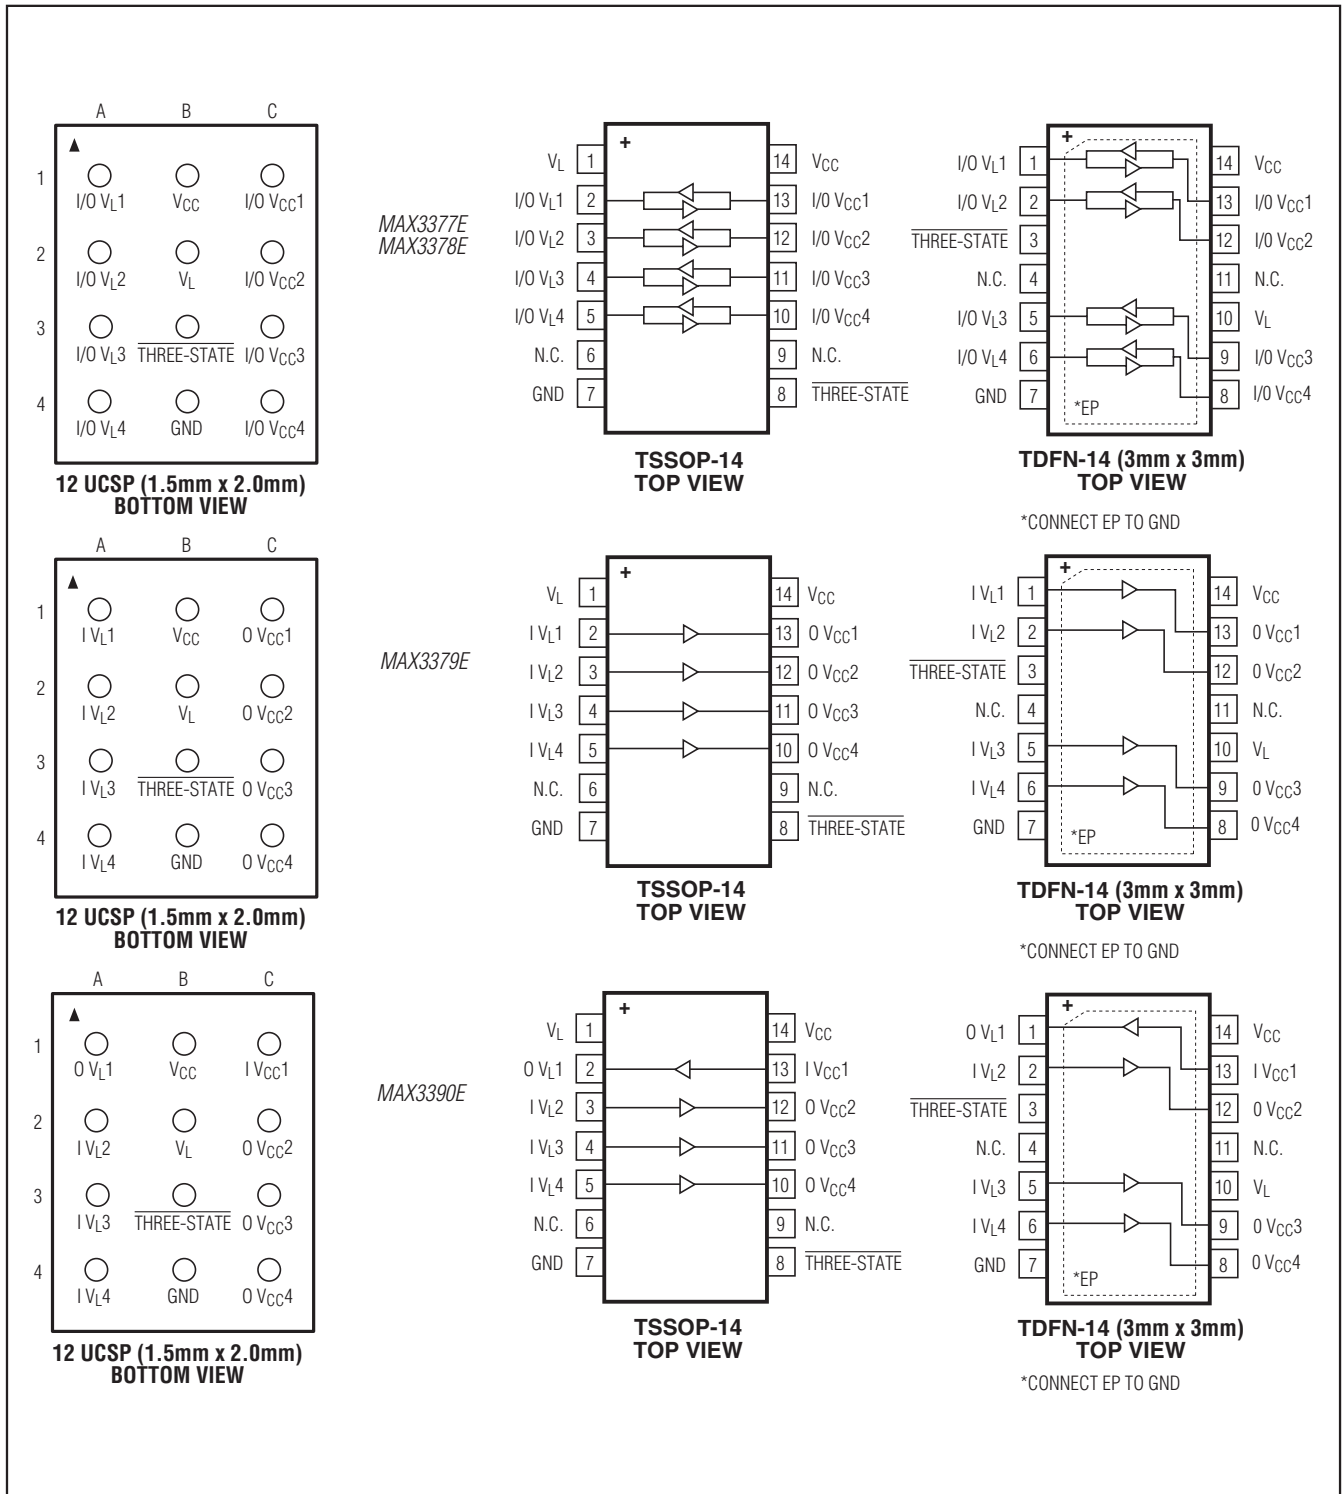 A B C
1
I/O VL1 VCC I/O VCC1
2
I/O VL2 VL I/O VCC2
3
I/O VL3 THREE-STATE I/O VCC3
4
I/O VL4 GND I/O VCC4
12 UCSP (1.5mm x 2.0mm)
BOTTOM VIEW
MAX3377E
MAX3378E
+
VL 1 14 VCC
I/O VL1 2 13 I/O VCC1
I/O VL2 3 12 I/O VCC2
I/O VL3 4 11 I/O VCC3
I/O VL4 5 10 I/O VCC4
N.C. 6 9 N.C.
GND 7 8 THREE-STATE
TSSOP-14
TOP VIEW
+
I/O VL1 1 14 VCC
I/O VL2 2 13 I/O VCC1
THREE-STATE 3 12 I/O VCC2
N.C. 4 11 N.C.
I/O VL3 5 10 VL
I/O VL4 6 9 I/O VCC3
GND 7 8 I/O VCC4
*EP
TDFN-14 (3mm x 3mm)
TOP VIEW
*CONNECT EP TO GND
A B C
1
I VL1 VCC O VCC1
2
I VL2 VL O VCC2
3
I VL3 THREE-STATE O VCC3
4
I VL4 GND O VCC4
12 UCSP (1.5mm x 2.0mm)
BOTTOM VIEW
MAX3379E
+
VL 1 14 VCC
I VL1 2 13 O VCC1
I VL2 3 12 O VCC2
I VL3 4 11 O VCC3
I VL4 5 10 O VCC4
N.C. 6 9 N.C.
GND 7 8 THREE-STATE
TSSOP-14
TOP VIEW
+
I VL1 1 14 VCC
I VL2 2 13 O VCC1
THREE-STATE 3 12 O VCC2
N.C. 4 11 N.C.
I VL3 5 10 VL
I VL4 6 9 O VCC3
GND 7 8 O VCC4
*EP
TDFN-14 (3mm x 3mm)
TOP VIEW
*CONNECT EP TO GND
A B C
1
O VL1 VCC I VCC1
2
I VL2 VL O VCC2
3
I VL3 THREE-STATE O VCC3
4
I VL4 GND O VCC4
12 UCSP (1.5mm x 2.0mm)
BOTTOM VIEW
MAX3390E
+
VL 1 14 VCC
O VL1 2 13 I VCC1
I VL2 3 12 O VCC2
I VL3 4 11 O VCC3
I VL4 5 10 O VCC4
N.C. 6 9 N.C.
GND 7 8 THREE-STATE
TSSOP-14
TOP VIEW
+
O VL1 1 14 VCC
I VL2 2 13 I VCC1
THREE-STATE 3 12 O VCC2
N.C. 4 11 N.C.
I VL3 5 10 VL
I VL4 6 9 O VCC3
GND 7 8 O VCC4
*EP
TDFN-14 (3mm x 3mm)
TOP VIEW
*CONNECT EP TO GND